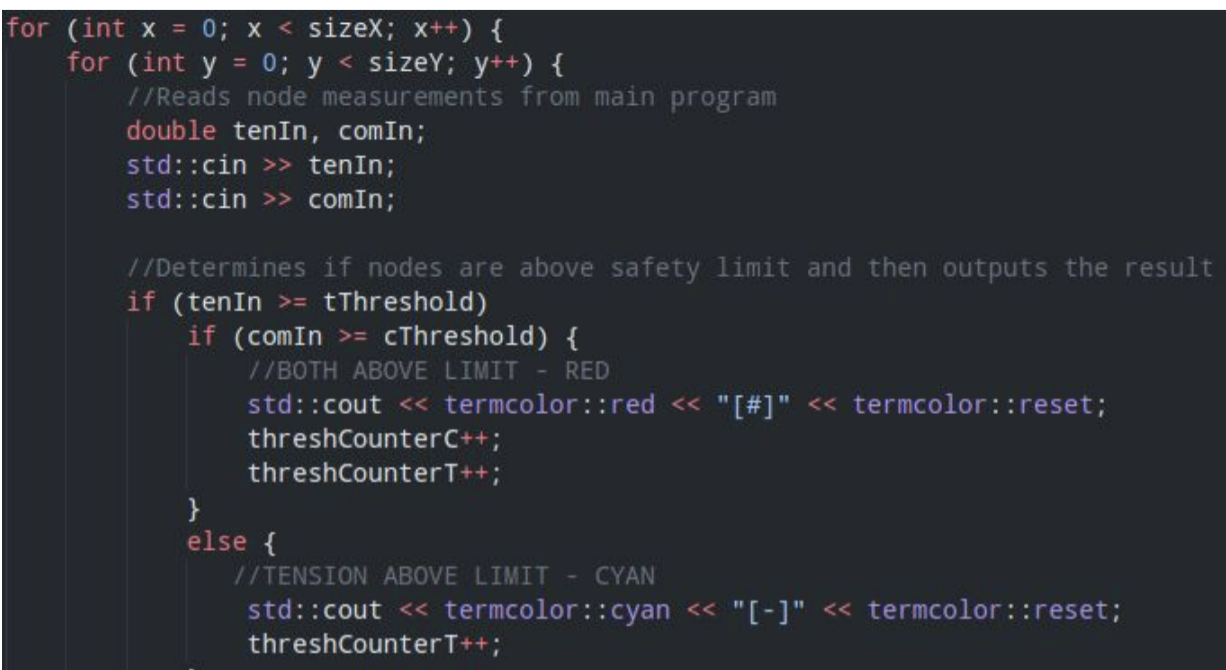 for (int x = 0; x < sizeX; x++) {
    for (int y = 0; y < sizeY; y++) {
        //Reads node measurements from main program
        double tenIn, comIn;
        std::cin >> tenIn;
        std::cin >> comIn;

        //Determines if nodes are above safety limit and then outputs the result
        if (tenIn >= tThreshold)
            if (comIn >= cThreshold) {
                //BOTH ABOVE LIMIT - RED
                std::cout << termcolor::red << "[#]" << termcolor::reset;
                threshCounterC++;
                threshCounterT++;
            }
            else {
               //TENSION ABOVE LIMIT - CYAN
                std::cout << termcolor::cyan << "[-]" << termcolor::reset;
                threshCounterT++;
            }